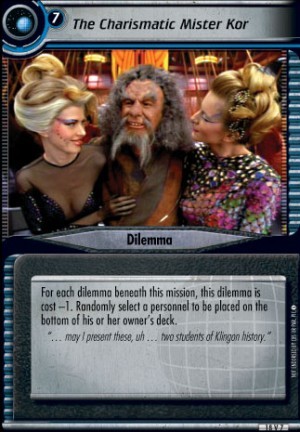 7
The Charismatic Mister Kor
Dilemma
For each dilemma beneath this mission, this dilemma is
cost –1. Randomly select a personnel to be placed on the
bottom of his or her owner's deck.
"… may I present these, uh … two students of Klingon history."
16 V 7